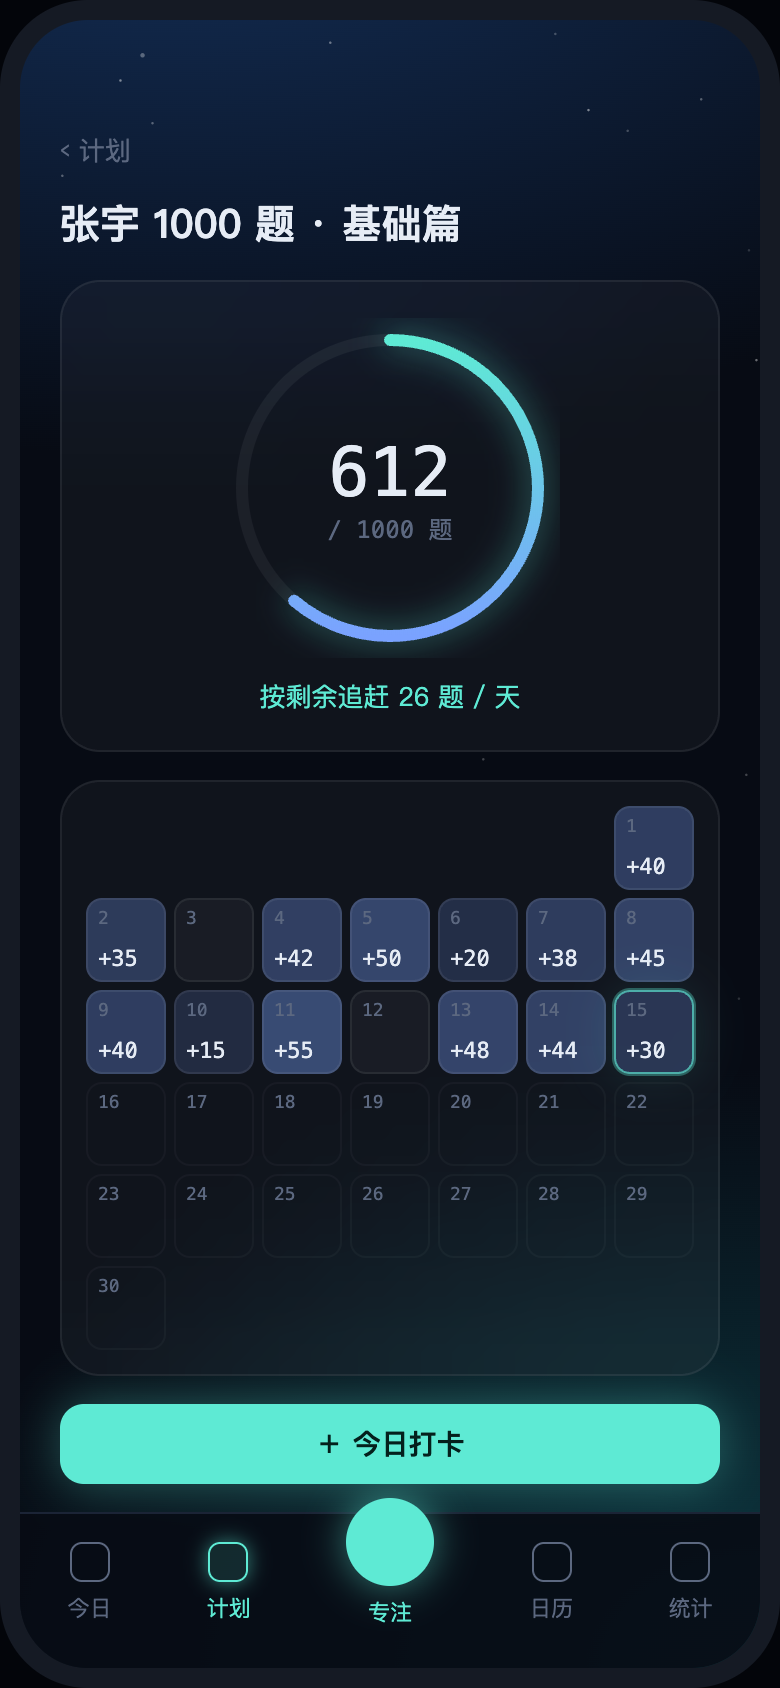 ‹ 计划
张宇 1000 题 · 基础篇
612
/ 1000 题
按剩余追赶 26 题 / 天
1
+40
2 3 4 5 6 7 8
+35 +42 +50 +20 +38 +45
9 10 11 12 13 14 15
+40 +15 +55 +48 +44 +30
16 17 18 19 20 21 22
23 24 25 26 27 28 29
30
+ 今日打卡
今日 计划 专注 日历 统计